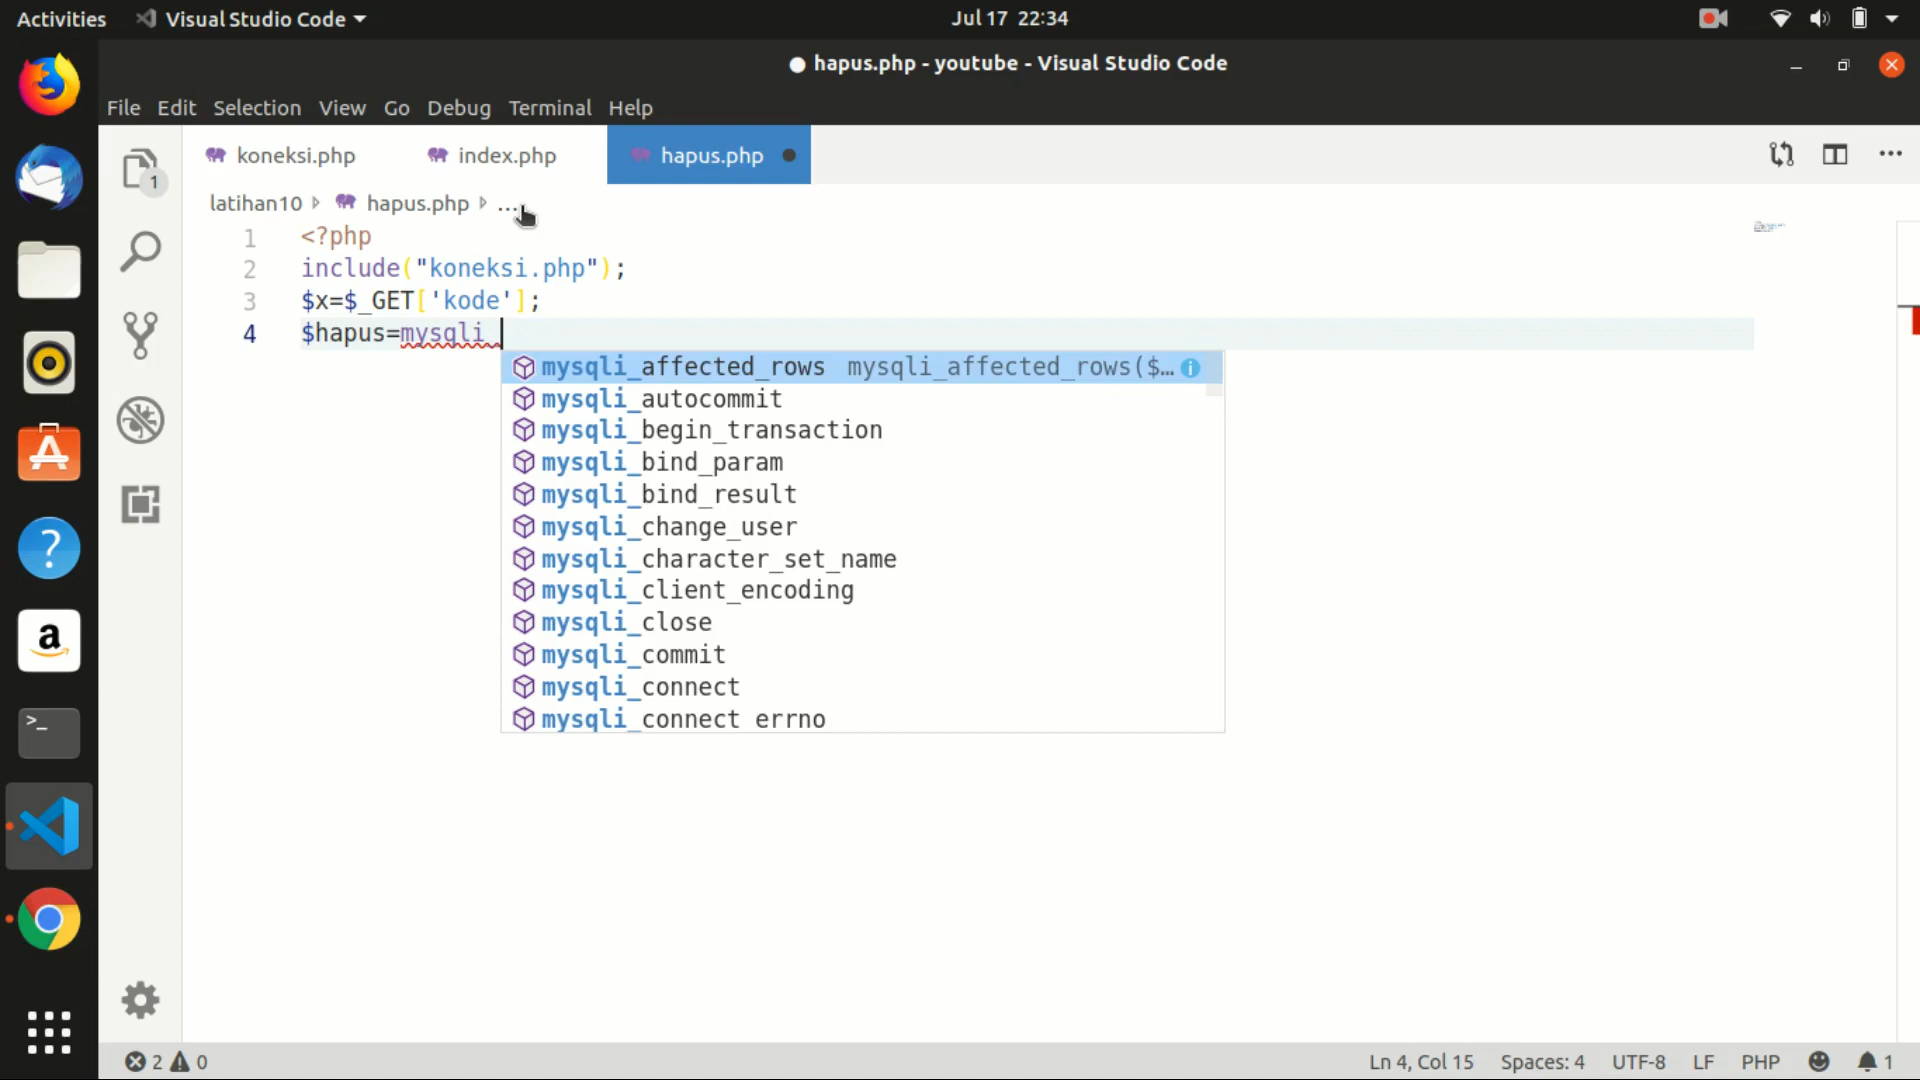 Activities Visual Studio Code Jul 17 22:34
● hapus.php - youtube - Visual Studio Code
File Edit Selection View Go Debug Terminal Help
koneksi.php index.php hapus.php
1
latihan10 hapus.php ...
1 <?php
2 include("koneksi.php");
3 $x=$_GET['kode'];
4 $hapus=mysqli_
mysqli_affected_rows mysqli_affected_rows($…
mysqli_autocommit
mysqli_begin_transaction
mysqli_bind_param
mysqli_bind_result
mysqli_change_user
mysqli_character_set_name
mysqli_client_encoding
mysqli_close
mysqli_commit
mysqli_connect
mysqli_connect_errno
2 0 Ln 4, Col 15 Spaces: 4 UTF-8 LF PHP 1